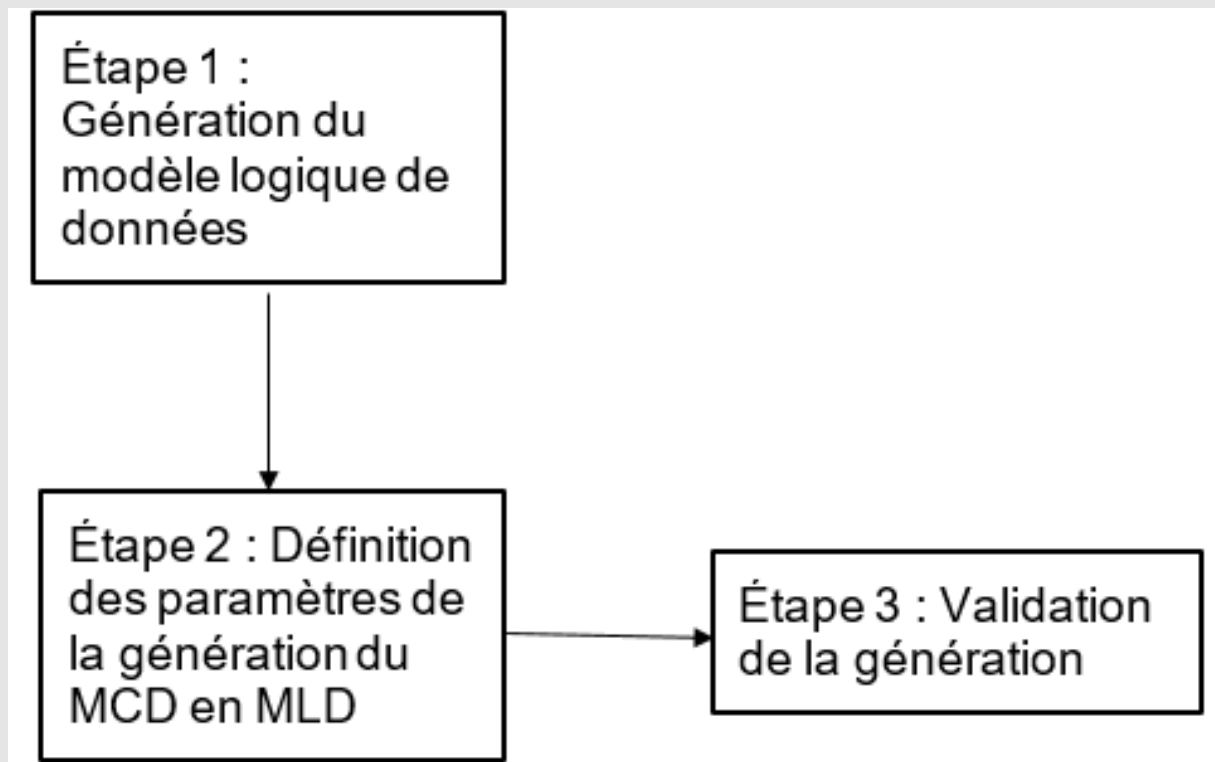 Étape 1 :
Génération du
modèle logique de
données
Étape 2 : Définition
des paramètres de
la génération du
MCD en MLD
Étape 3 : Validation
de la génération